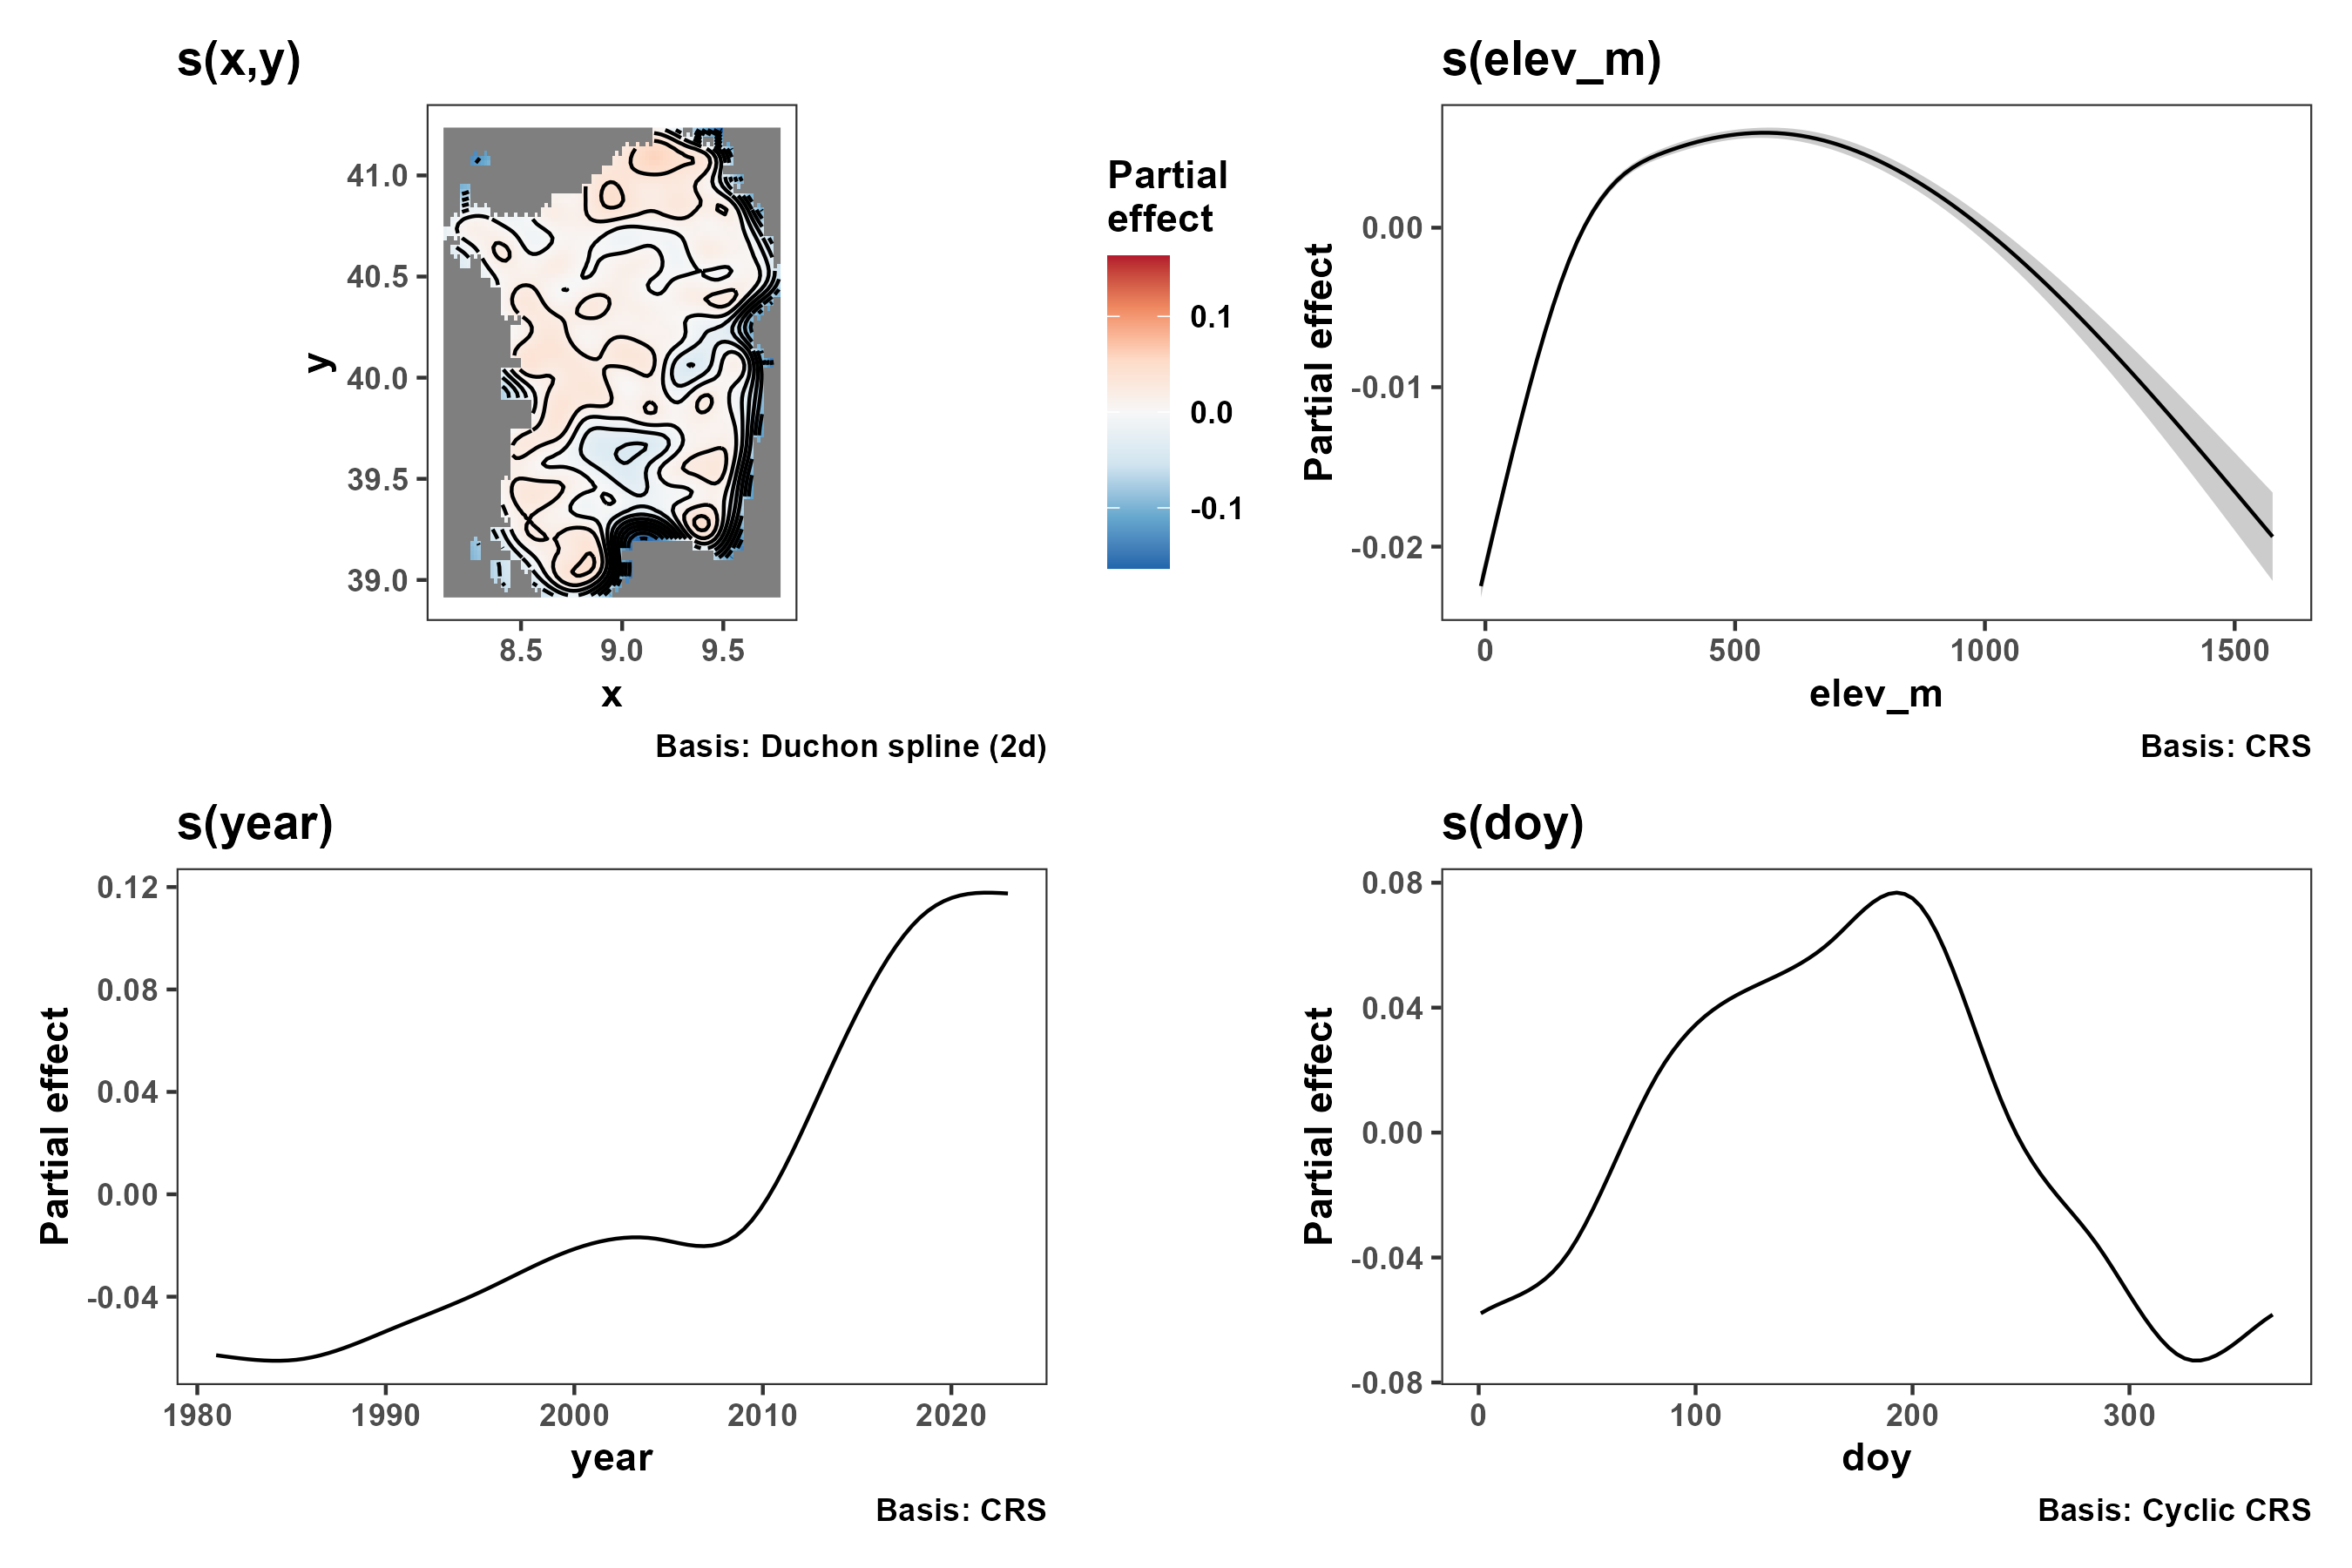 s(x,y)
41.0
40.5
40.0
39.5
39.0
y
8.5 9.0 9.5
x
Partial
effect
0.1
0.0
-0.1
Basis: Duchon spline (2d)
s(elev_m)
0.00
-0.01
-0.02
Partial effect
0 500 1000 1500
elev_m
Basis: CRS
s(year)
0.12
0.08
0.04
0.00
-0.04
Partial effect
1980 1990 2000 2010 2020
year
Basis: CRS
s(doy)
0.08
0.04
0.00
-0.04
-0.08
Partial effect
0 100 200 300
doy
Basis: Cyclic CRS